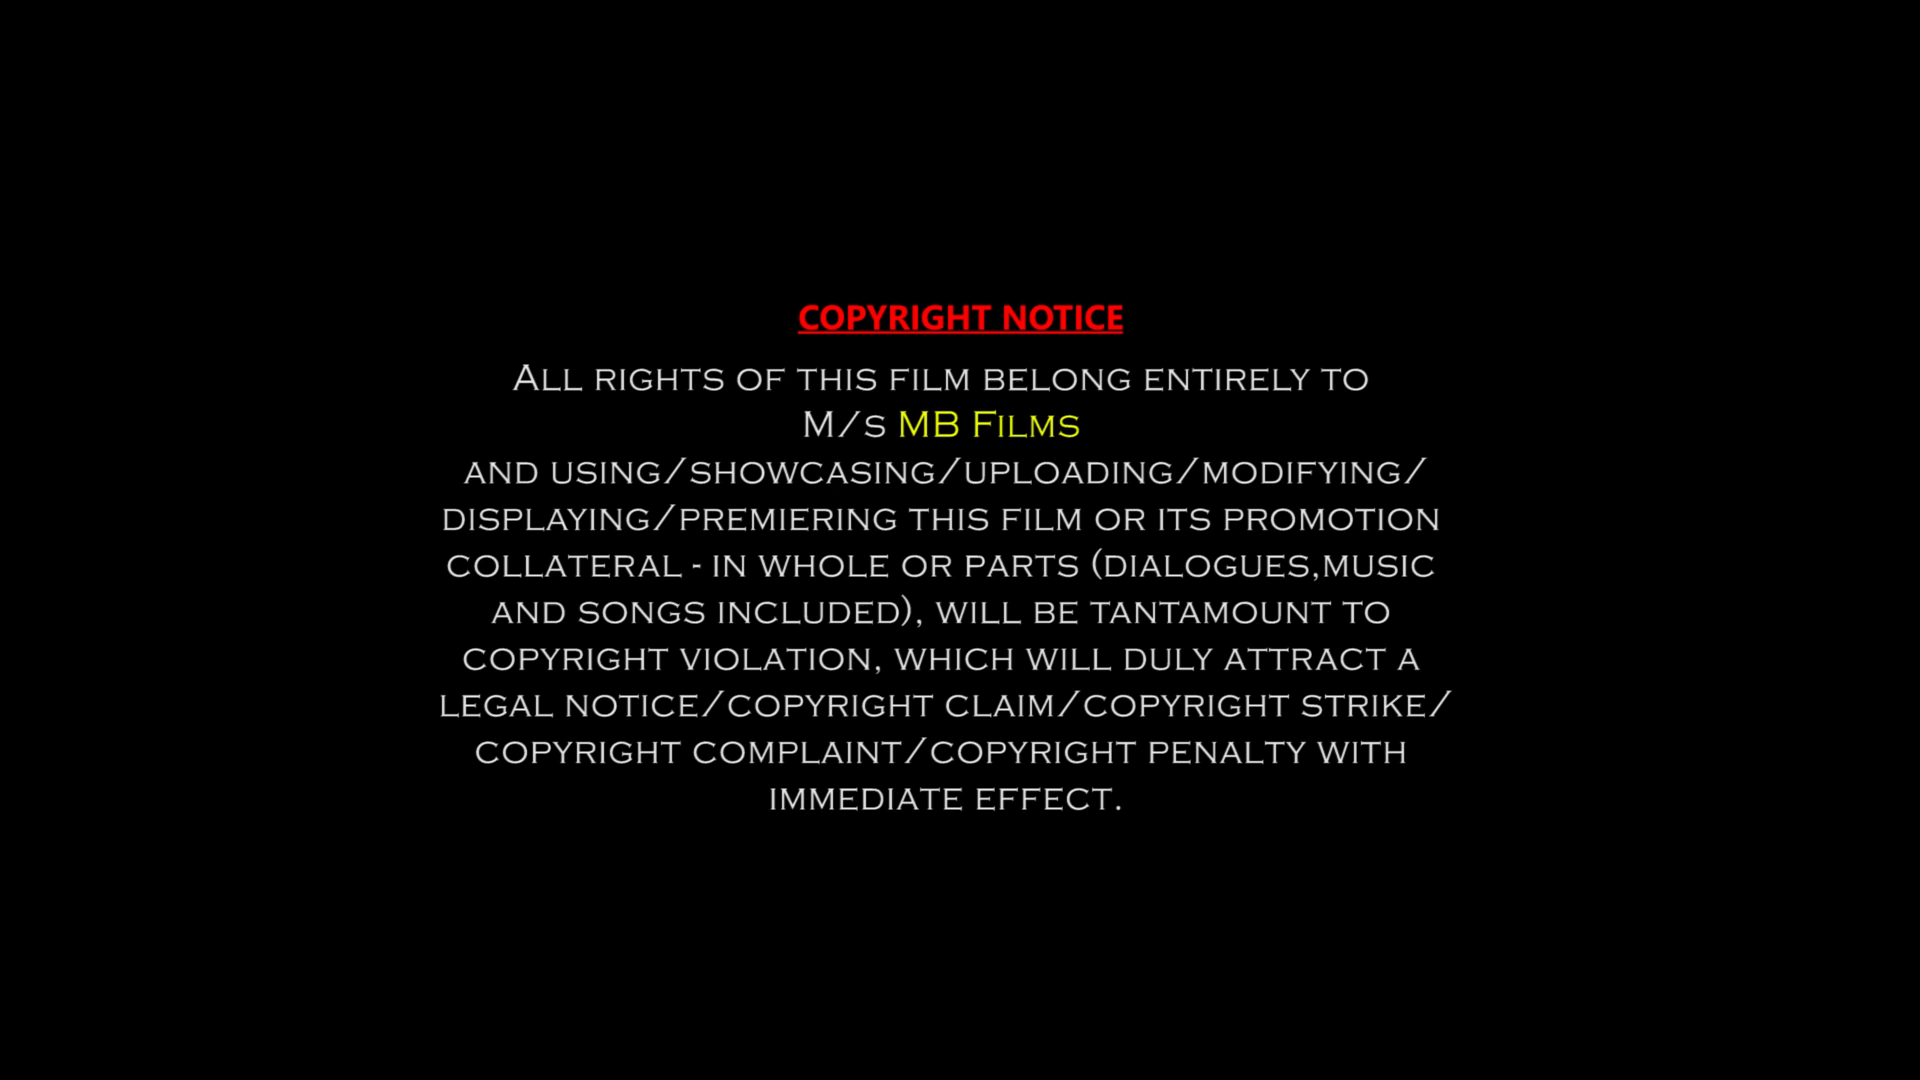 COPYRIGHT NOTICE
All rights of this film belong entirely to
M/s MB Films
and using/showcasing/uploading/modifying/
displaying/premiering this film or its promotion
collateral - in whole or parts (dialogues,music
and songs included), will be tantamount to
copyright violation, which will duly attract a
legal notice/copyright claim/copyright strike/
copyright complaint/copyright penalty with
immediate effect.